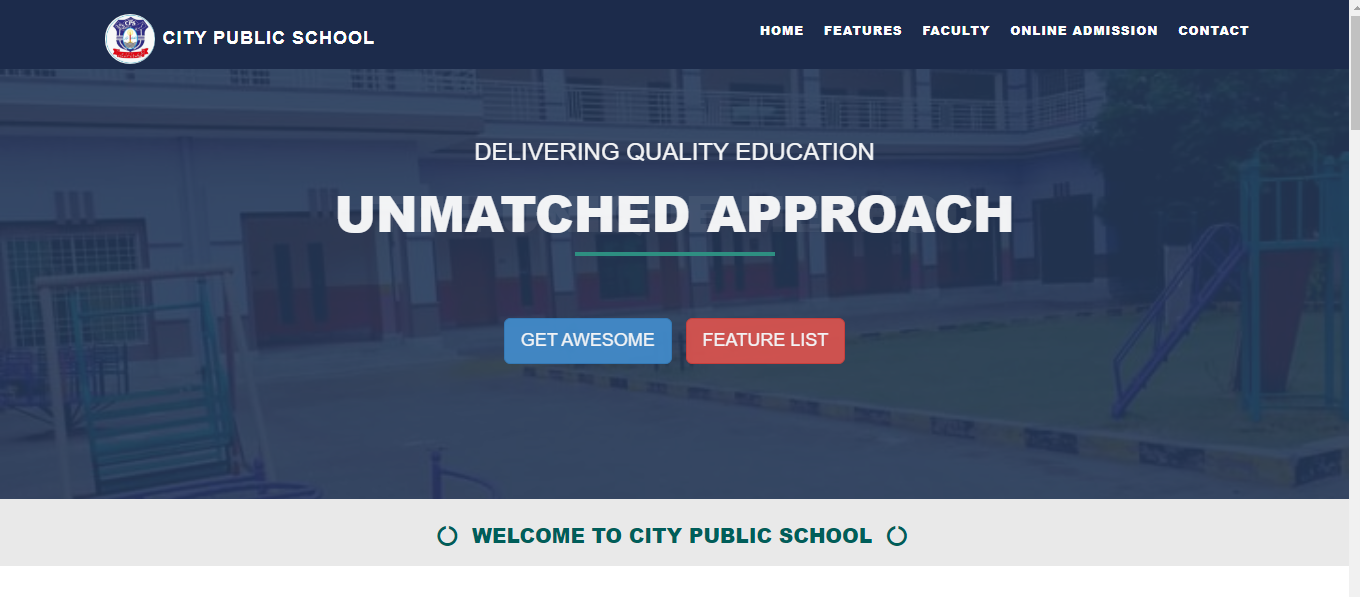 CPS
CITY PUBLIC SCHOOL
HOME FEATURES FACULTY ONLINE ADMISSION CONTACT
DELIVERING QUALITY EDUCATION
UNMATCHED APPROACH
GET AWESOME
FEATURE LIST
WELCOME TO CITY PUBLIC SCHOOL